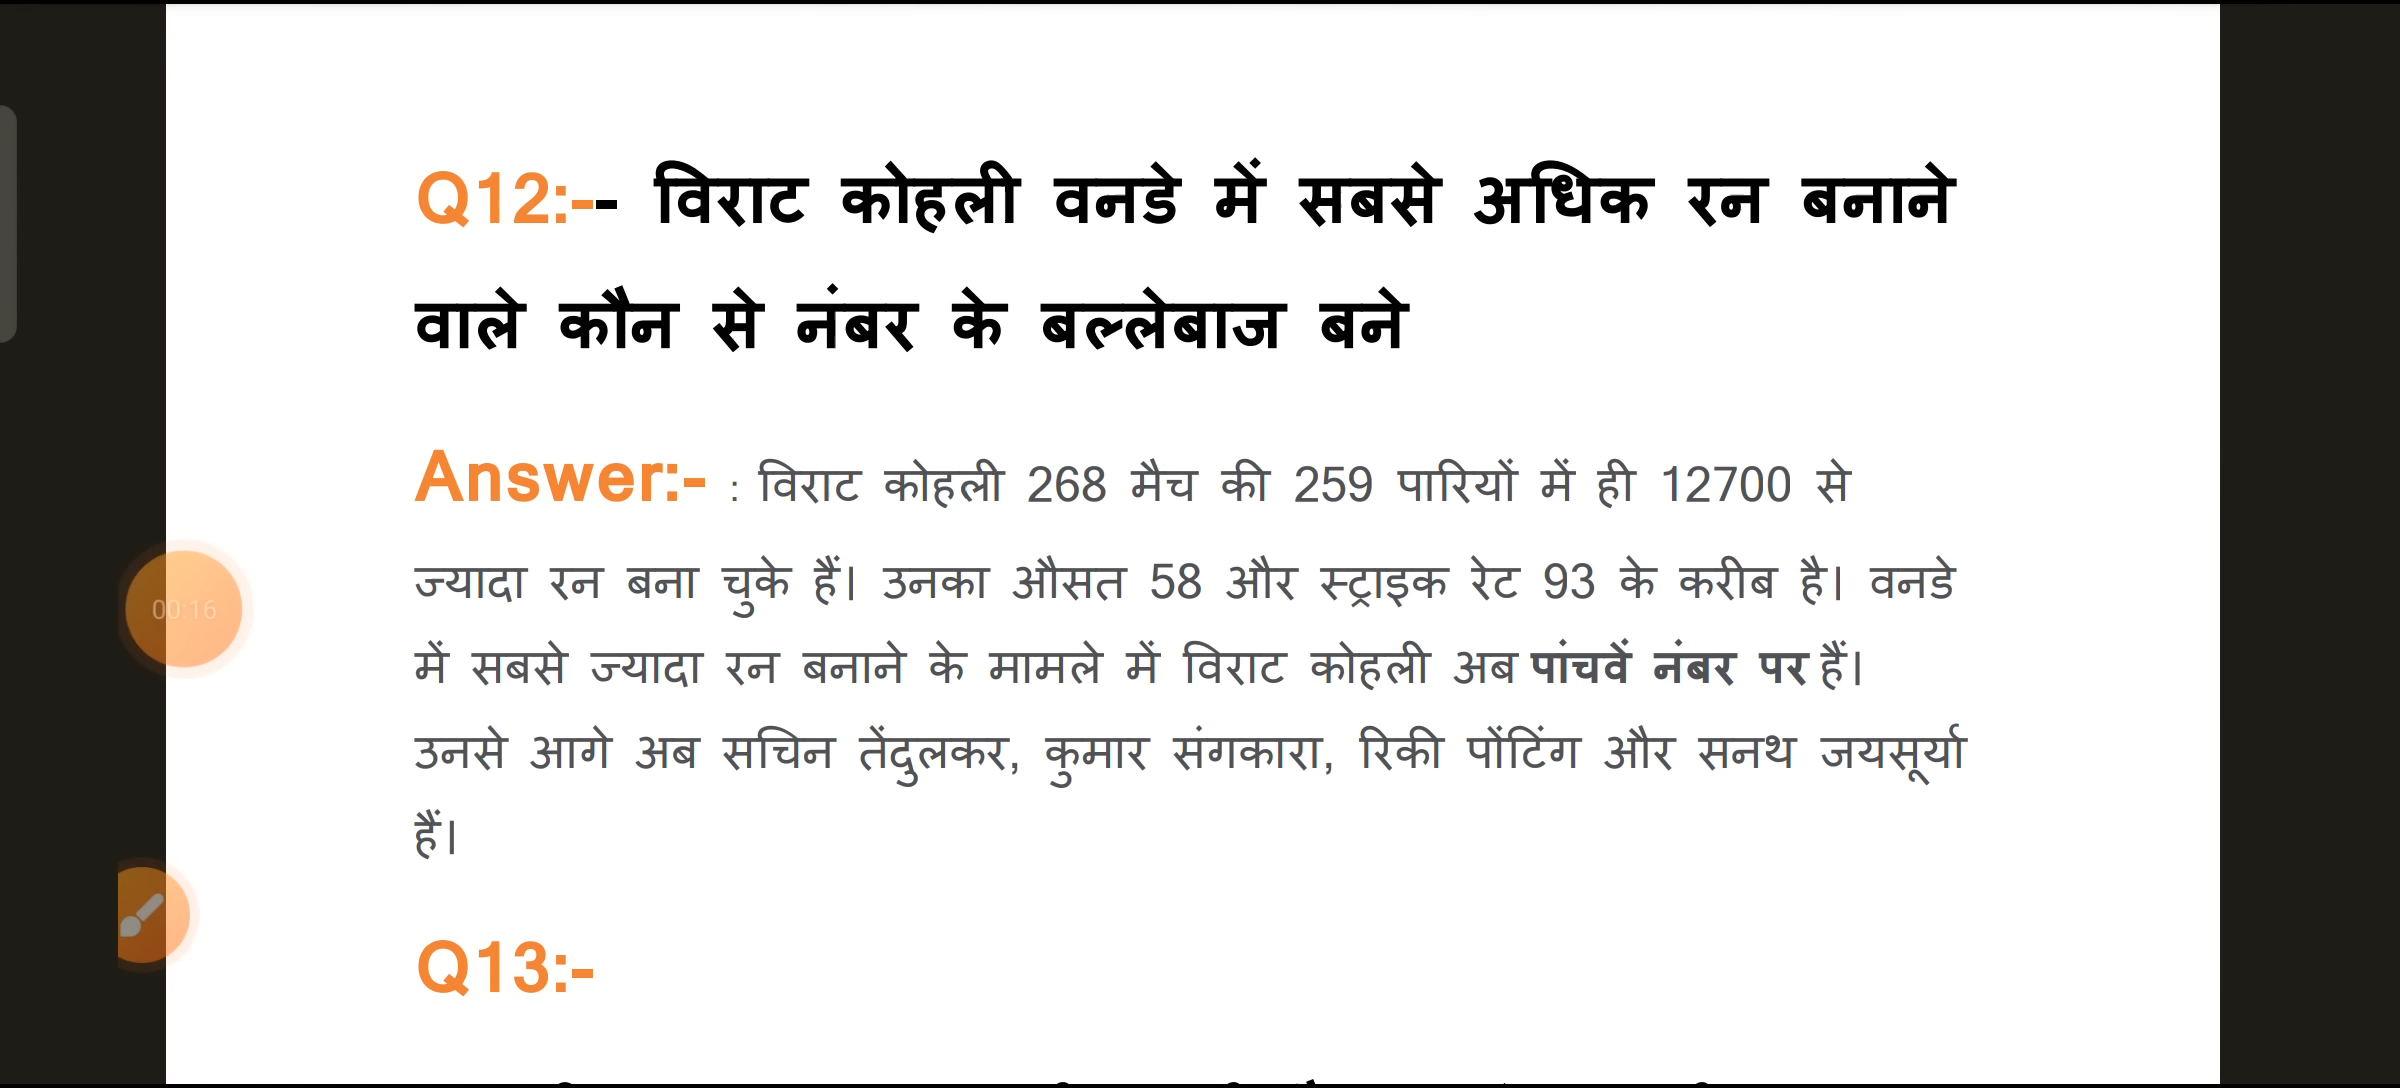 Q12:-- विराट कोहली वनडे में सबसे अधिक रन बनाने
वाले कौन से नंबर के बल्लेबाज बने
Answer:- : विराट कोहली 268 मैच की 259 पारियों में ही 12700 से
ज्यादा रन बना चुके हैं। उनका औसत 58 और स्ट्राइक रेट 93 के करीब है। वनडे
में सबसे ज्यादा रन बनाने के मामले में विराट कोहली अब पांचवें नंबर पर हैं।
उनसे आगे अब सचिन तेंदुलकर, कुमार संगकारा, रिकी पोंटिंग और सनथ जयसूर्या
हैं।
00:16
Q13:-